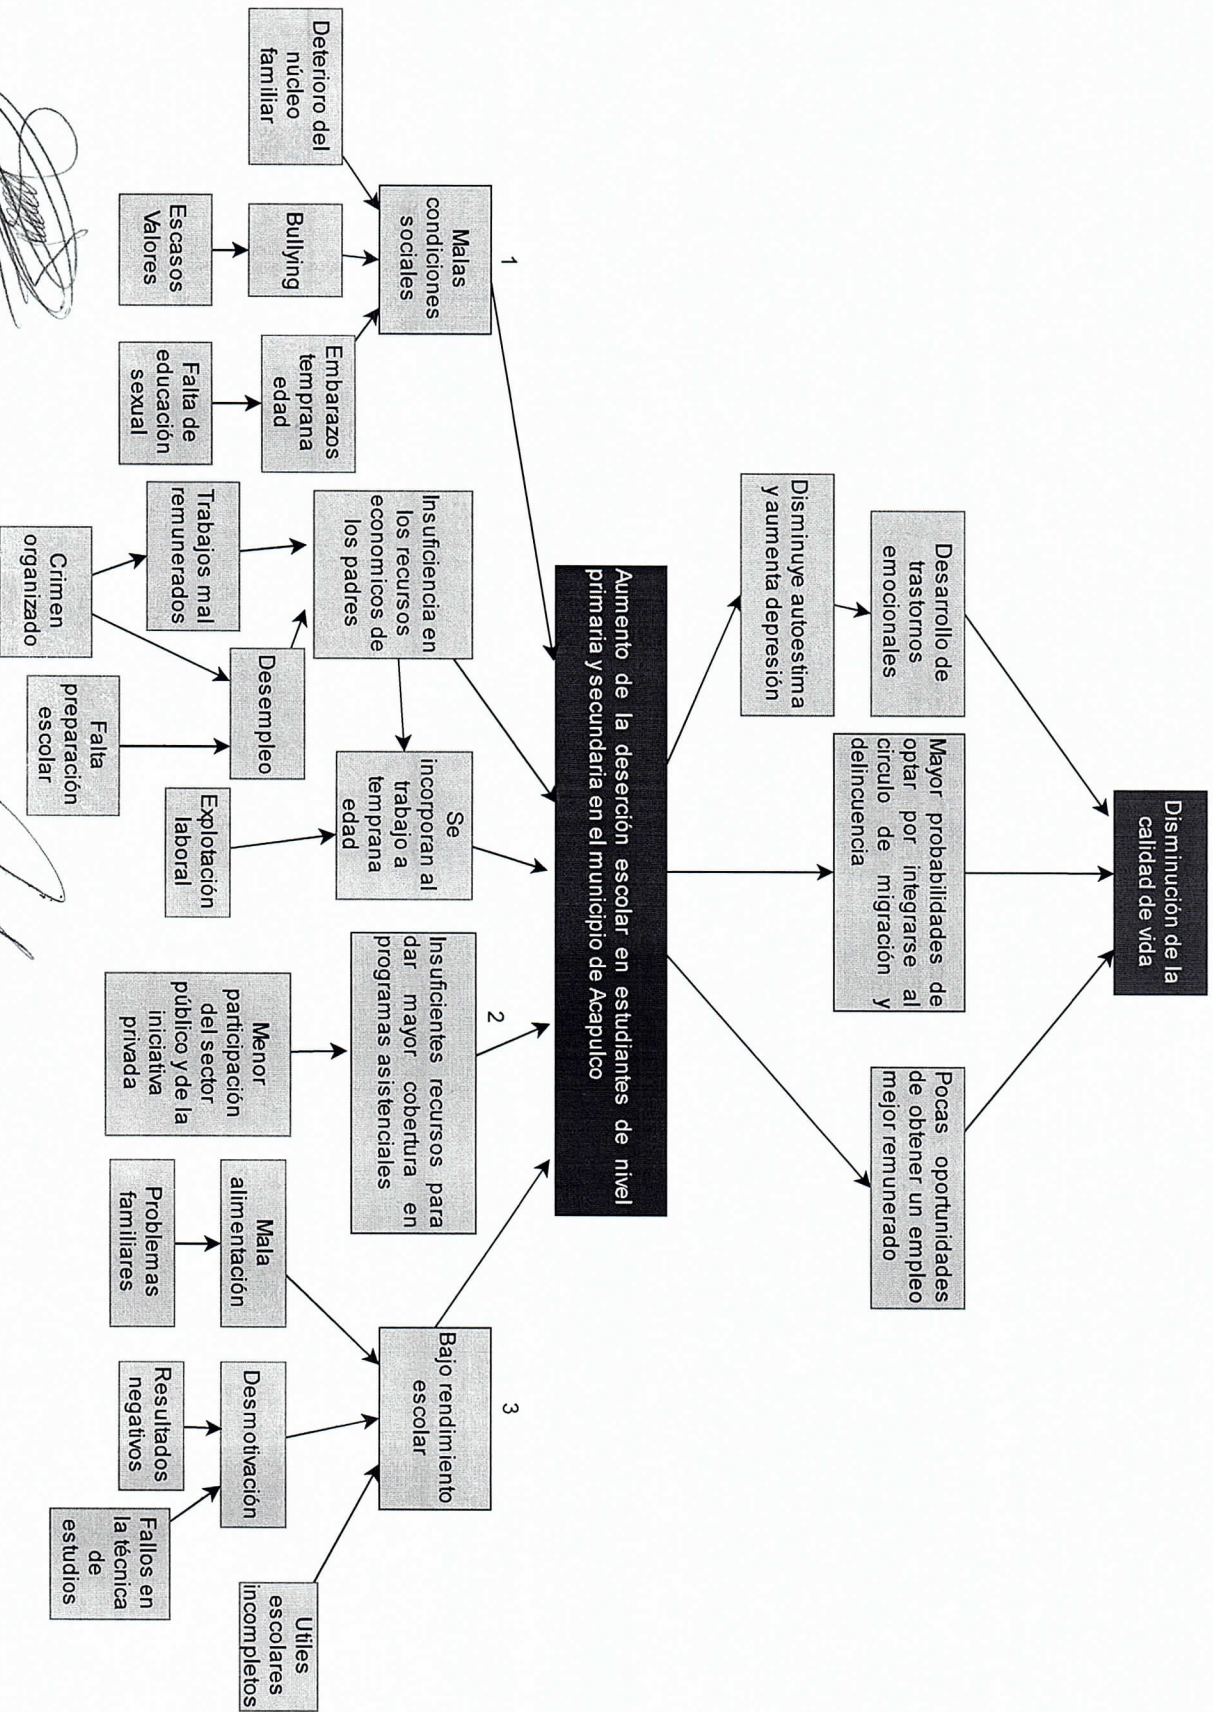 Disminución de la
calidad de vida
Desarrollo de
trastornos
emocionales
Mayor probabilidades de
optar por integrarse al
circulo de migración y
delincuencia
Pocas oportunidades
de obtener un empleo
mejor remunerado
Disminuye autoestima
y aumenta depresión
Aumento de la deserción escolar en estudiantes de nivel
primaria y secundaria en el municipio de Acapulco
1
Malas
condiciones
sociales
Insuficiencia en
los recursos
economicos de
los padres
Se
incorporan al
trabajo a
temprana
edad
2
Insuficientes recursos para
dar mayor cobertura en
programas asistenciales
3
Bajo rendimiento
escolar
Deterioro del
núcleo
familiar
Bullying
Embarazos
temprana
edad
Escasos
Valores
Falta de
educación
sexual
Trabajos mal
remunerados
Desempleo
Crimen
organizado
Falta
preparación
escolar
Explotación
laboral
Menor
participación
del sector
público y de la
iniciativa
privada
Mala
alimentación
Problemas
familiares
Desmotivación
Resultados
negativos
Fallos en
la técnica
de
estudios
Utiles
escolares
incompletos